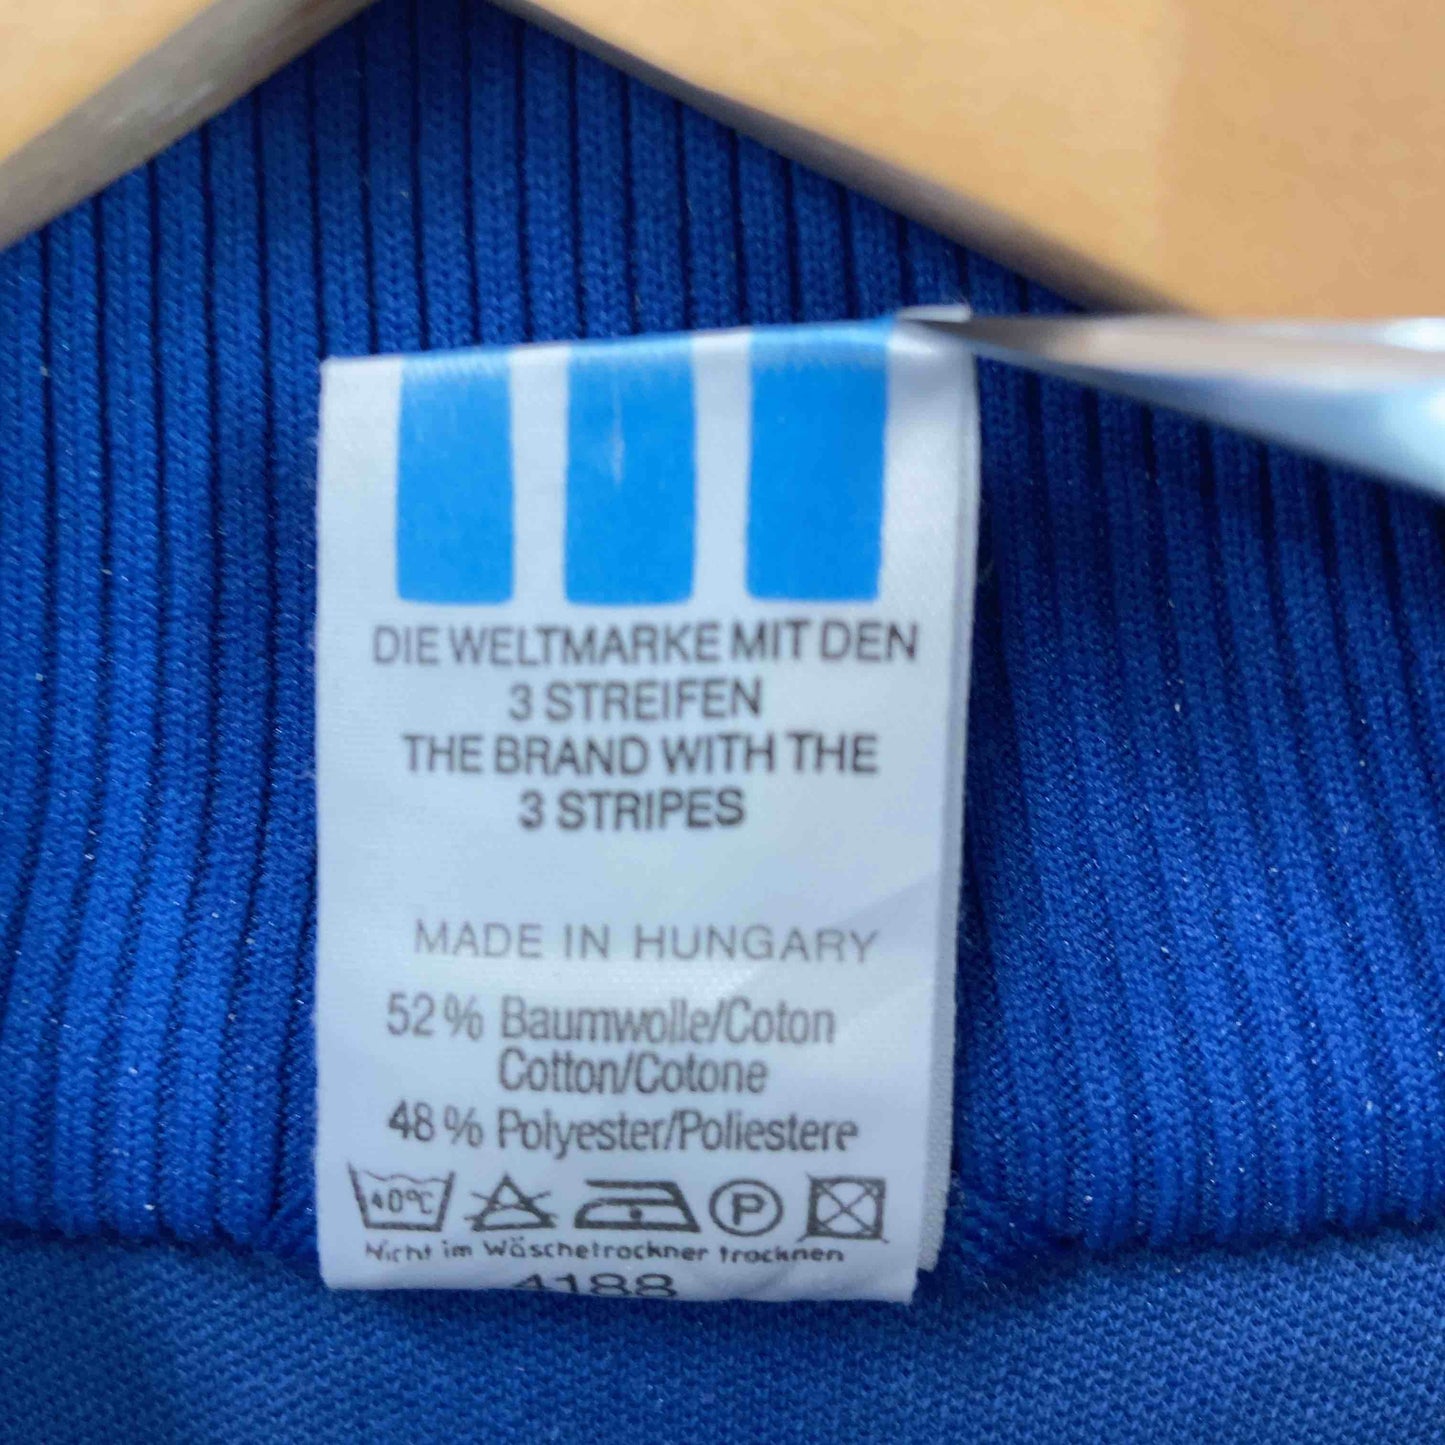 DIE WELTMARKE MIT DEN
3 STREIFEN
THE BRAND WITH THE
3 STRIPES
MADE IN HUNGARY
52% Baumwolle/Coton
Cotton/Cotone
48% Polyester/Poliestere
40°C P
Nicht im Wäschetrockner trocknen
4188